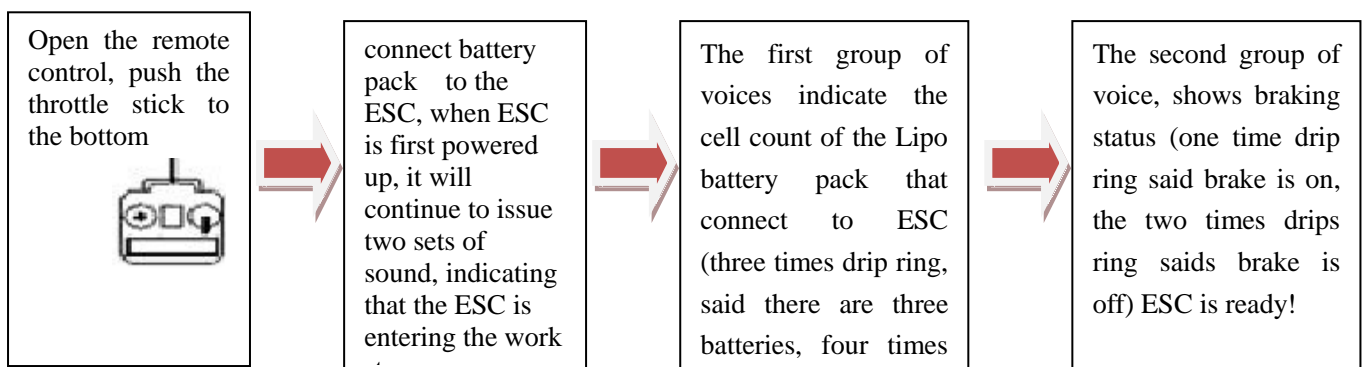 Open the remote
control, push the
throttle stick to
the bottom
connect battery
pack to the
ESC, when ESC
is first powered
up, it will
continue to issue
two sets of
sound, indicating
that the ESC is
entering the work
The first group of
voices indicate the
cell count of the Lipo
battery pack that
connect to ESC
(three times drip ring,
said there are three
batteries, four times
The second group of
voice, shows braking
status (one time drip
ring said brake is on,
the two times drips
ring saids brake is
off) ESC is ready!